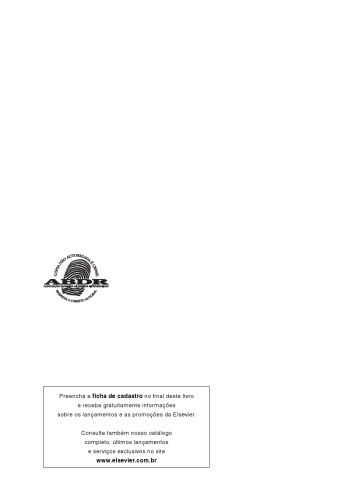 CÓPIA NÃO AUTORIZADA É CRIME
ABDR
RESPEITE O DIREITO AUTORAL
Preencha a ficha de cadastro no final deste livro
e receba gratuitamente informações
sobre os lançamentos e as promoções da Elsevier.
Consulte também nosso catálogo
completo, últimos lançamentos
e serviços exclusivos no site
www.elsevier.com.br